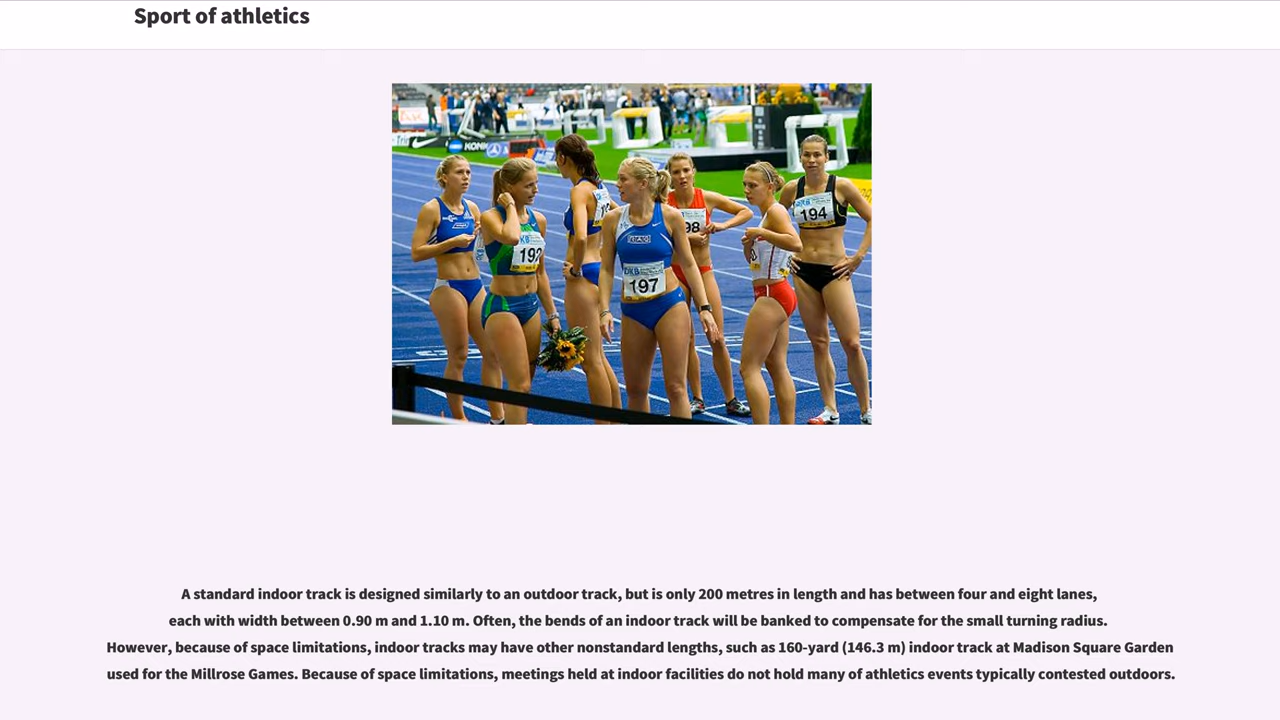 Sport of athletics
KONI
192
197
98
194
A standard indoor track is designed similarly to an outdoor track, but is only 200 metres in length and has between four and eight lanes,
each with width between 0.90 m and 1.10 m. Often, the bends of an indoor track will be banked to compensate for the small turning radius.
However, because of space limitations, indoor tracks may have other nonstandard lengths, such as 160-yard (146.3 m) indoor track at Madison Square Garden
used for the Millrose Games. Because of space limitations, meetings held at indoor facilities do not hold many of athletics events typically contested outdoors.